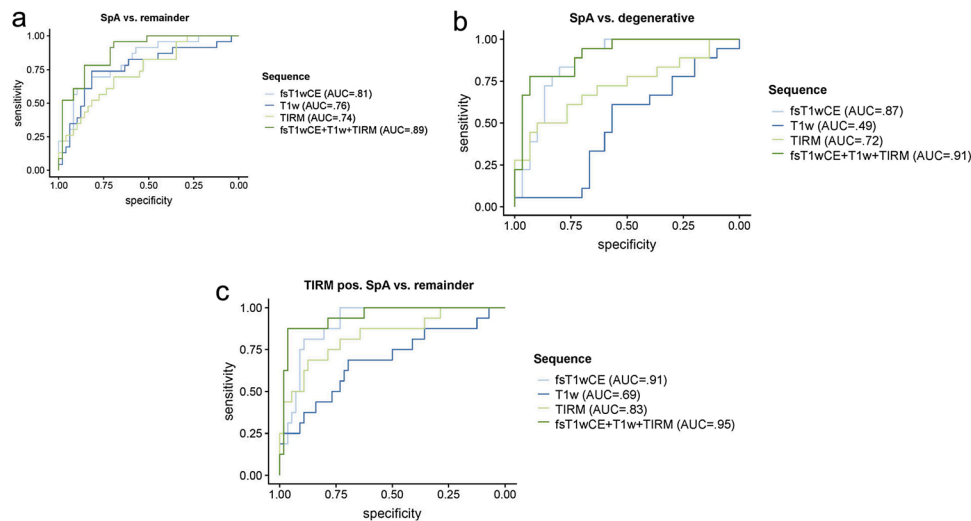 a
SpA vs. remainder
1.00
0.75
0.50
0.25
0.00
sensitivity
1.00 0.75 0.50 0.25 0.00
specificity
Sequence
fsT1wCE (AUC=.81)
T1w (AUC=.76)
TIRM (AUC=.74)
fsT1wCE+T1w+TIRM (AUC=.89)
b
SpA vs. degenerative
1.00
0.75
0.50
0.25
0.00
sensitivity
1.00 0.75 0.50 0.25 0.00
specificity
Sequence
fsT1wCE (AUC=.87)
T1w (AUC=.49)
TIRM (AUC=.72)
fsT1wCE+T1w+TIRM (AUC=.91)
c
TIRM pos. SpA vs. remainder
1.00
0.75
0.50
0.25
0.00
sensitivity
1.00 0.75 0.50 0.25 0.00
specificity
Sequence
fsT1wCE (AUC=.91)
T1w (AUC=.69)
TIRM (AUC=.83)
fsT1wCE+T1w+TIRM (AUC=.95)